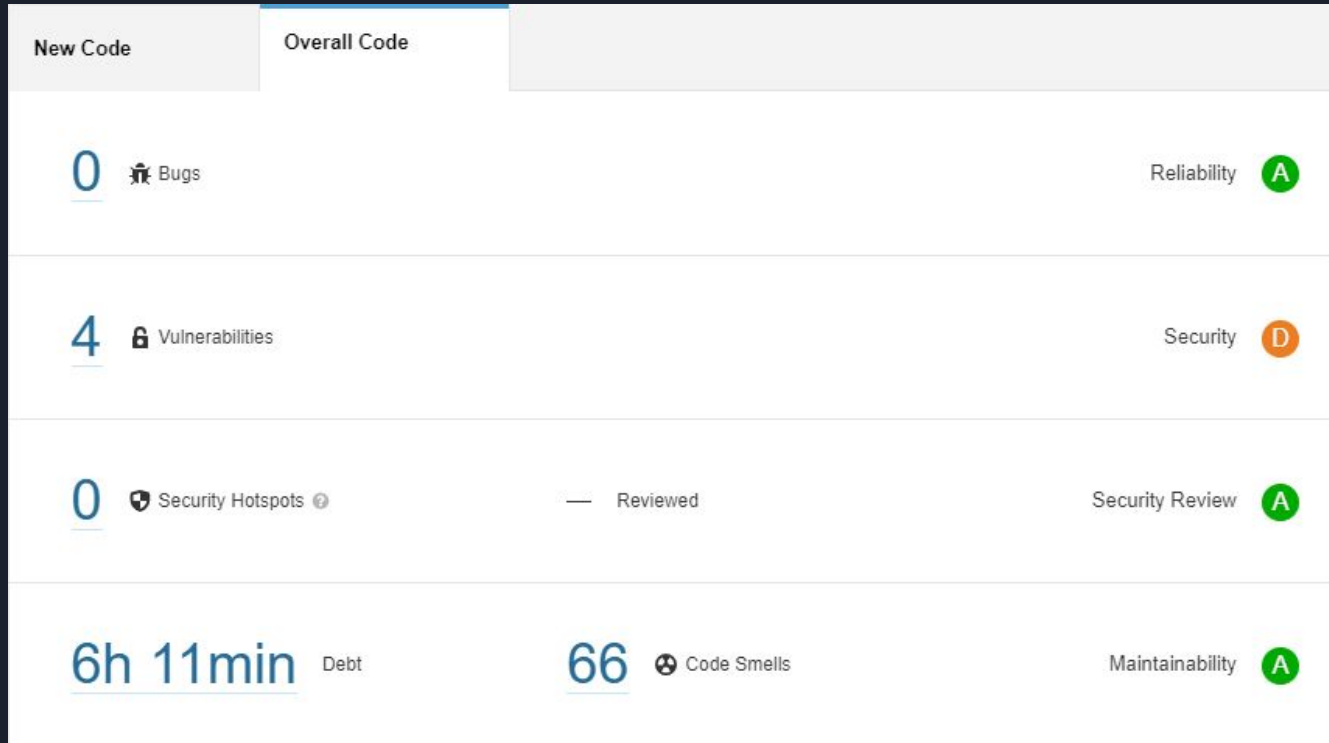 New Code Overall Code
0 Bugs Reliability A
4 Vulnerabilities Security D
0 Security Hotspots ? — Reviewed Security Review A
6h 11min Debt 66 Code Smells Maintainability A